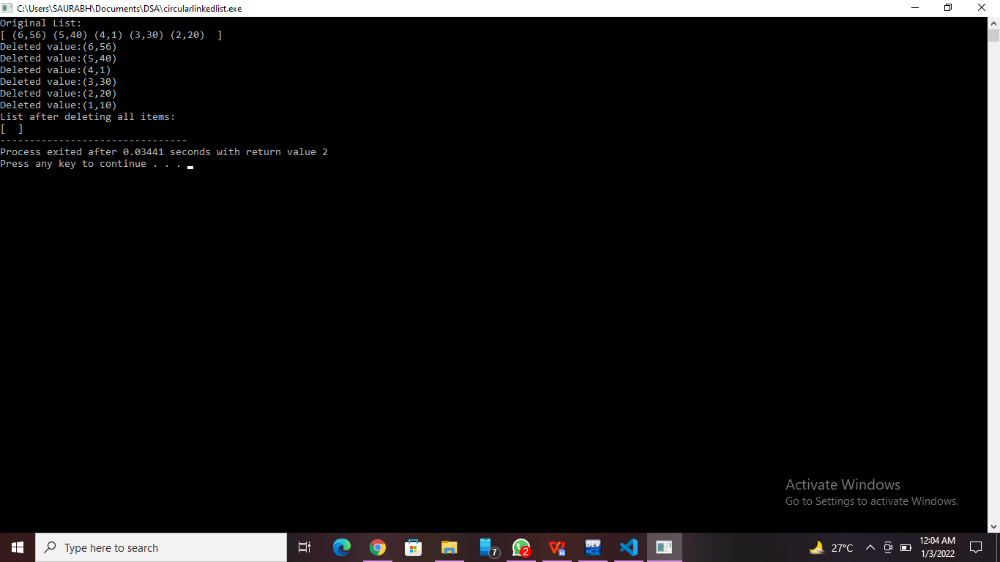 C:\Users\SAURABH\Documents\DSA\circularlinkedlist.exe
Original List:
[ (6,56) (5,40) (4,1) (3,30) (2,20)  ]
Deleted value:(6,56)
Deleted value:(5,40)
Deleted value:(4,1)
Deleted value:(3,30)
Deleted value:(2,20)
Deleted value:(1,10)
List after deleting all items:
[  ]
--------------------------------
Process exited after 0.03441 seconds with return value 2
Press any key to continue . . .
Activate Windows
Go to Settings to activate Windows.
Type here to search
7
2
DEV
27°C
12:04 AM
1/3/2022